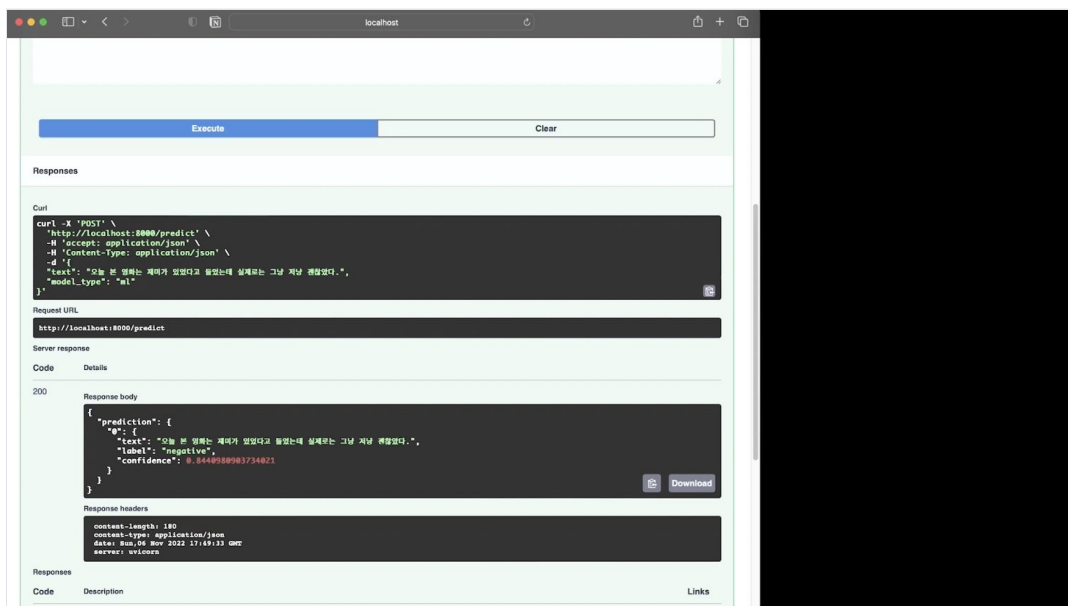 localhost
Execute
Clear
Responses
Curl
curl -X 'POST' \
'http://localhost:8000/predict' \
-H 'accept: application/json' \
-H 'Content-Type: application/json' \
-d '{
"text": "오늘 본 영화는 재미가 있었다고 들었는데 실제로는 그냥 저냥 괜찮았다.",
"model_type": "ml"
}'
Request URL
http://localhost:8000/predict
Server response
Code Details
200
Response body
{
"prediction": {
"0": {
"text": "오늘 본 영화는 재미가 있었다고 들었는데 실제로는 그냥 저냥 괜찮았다.",
"label": "negative",
"confidence": 0.8440980903734021
}
}
}
Download
Response headers
content-length: 180
content-type: application/json
date: Sun,06 Nov 2022 17:49:33 GMT
server: uvicorn
Responses
Code Description Links